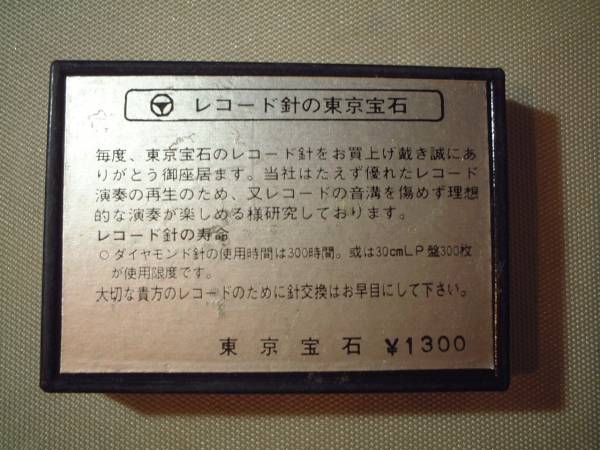 レコード針の東京宝石
毎度、東京宝石のレコード針をお買上げ戴き誠にあ
りがとう御座居ます。当社はたえず優れたレコード
演奏の再生のため、又レコードの音溝を傷めず理想
的な演奏が楽しめる様研究しております。
レコード針の寿命
○ダイヤモンド針の使用時間は300時間。或は30cmLP盤300枚
が使用限度です。
大切な貴方のレコードのために針交換はお早目にして下さい。
東京宝石 ¥1300